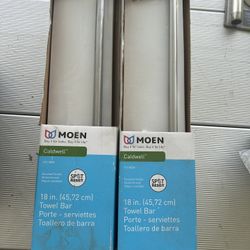 MOEN
Buy it for looks. Buy it for life.®
Caldwell™
SPOT
RESIST
18 in. (45,72 cm)
Towel Bar
Porte - serviettes
Toallero de barra
MOEN
Buy it for looks. Buy it for life.®
Caldwell™
SPOT
RESIST
18 in. (45,72 cm)
Towel Bar
Porte - serviettes
Toallero de barra